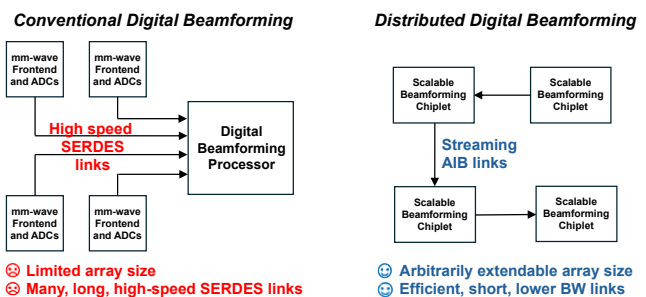 Conventional Digital Beamforming
mm-wave
Frontend
and ADCs
mm-wave
Frontend
and ADCs
High speed
SERDES
links
Digital
Beamforming
Processor
mm-wave
Frontend
and ADCs
mm-wave
Frontend
and ADCs
Limited array size
Many, long, high-speed SERDES links
Distributed Digital Beamforming
Scalable
Beamforming
Chiplet
Scalable
Beamforming
Chiplet
Streaming
AIB links
Scalable
Beamforming
Chiplet
Scalable
Beamforming
Chiplet
Arbitrarily extendable array size
Efficient, short, lower BW links